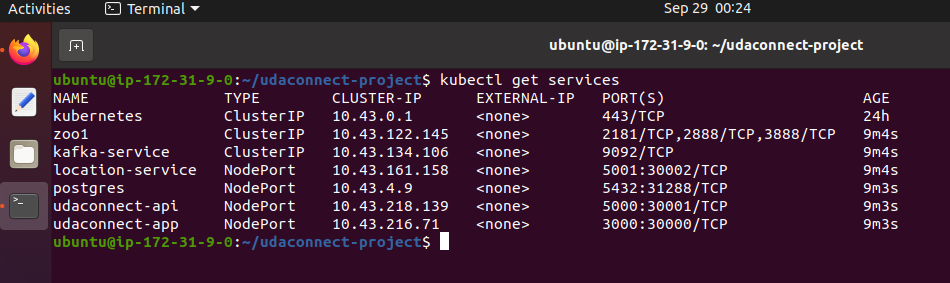 Activities Terminal Sep 29 00:24
ubuntu@ip-172-31-9-0: ~/udaconnect-project
ubuntu@ip-172-31-9-0:~/udaconnect-project$ kubectl get services
NAME TYPE CLUSTER-IP EXTERNAL-IP PORT(S) AGE
kubernetes ClusterIP 10.43.0.1 <none> 443/TCP 24h
zoo1 ClusterIP 10.43.122.145 <none> 2181/TCP,2888/TCP,3888/TCP 9m4s
kafka-service ClusterIP 10.43.134.106 <none> 9092/TCP 9m4s
location-service NodePort 10.43.161.158 <none> 5001:30002/TCP 9m4s
postgres NodePort 10.43.4.9 <none> 5432:31288/TCP 9m3s
udaconnect-api NodePort 10.43.218.139 <none> 5000:30001/TCP 9m3s
udaconnect-app NodePort 10.43.216.71 <none> 3000:30000/TCP 9m3s
ubuntu@ip-172-31-9-0:~/udaconnect-project$